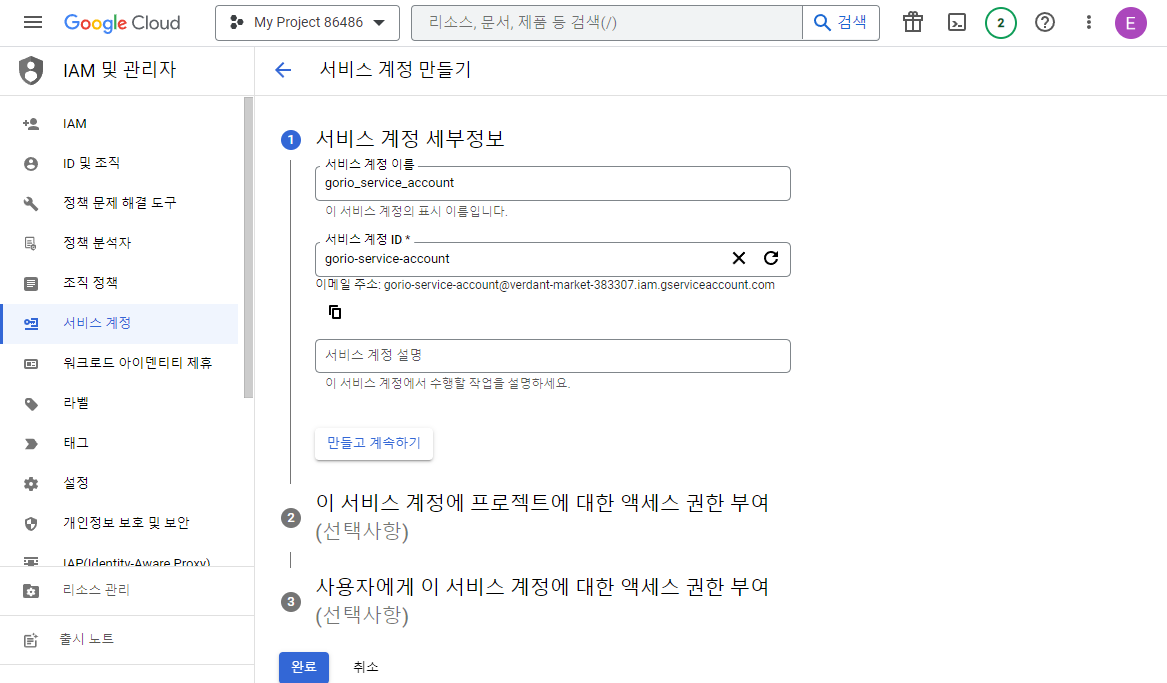 Google Cloud
My Project 86486
리소스, 문서, 제품 등 검색(/)
검색
2
E
IAM 및 관리자
서비스 계정 만들기
IAM
ID 및 조직
정책 문제 해결 도구
정책 분석자
조직 정책
서비스 계정
워크로드 아이덴티티 제휴
라벨
태그
설정
개인정보 보호 및 보안
IAP(Identity-Aware Proxy)
리소스 관리
출시 노트
1
서비스 계정 세부정보
서비스 계정 이름
gorio_service_account
이 서비스 계정의 표시 이름입니다.
서비스 계정 ID *
gorio-service-account
이메일 주소: gorio-service-account@verdant-market-383307.iam.gserviceaccount.com
서비스 계정 설명
이 서비스 계정에서 수행할 작업을 설명하세요.
만들고 계속하기
2
이 서비스 계정에 프로젝트에 대한 액세스 권한 부여
(선택사항)
3
사용자에게 이 서비스 계정에 대한 액세스 권한 부여
(선택사항)
완료
취소